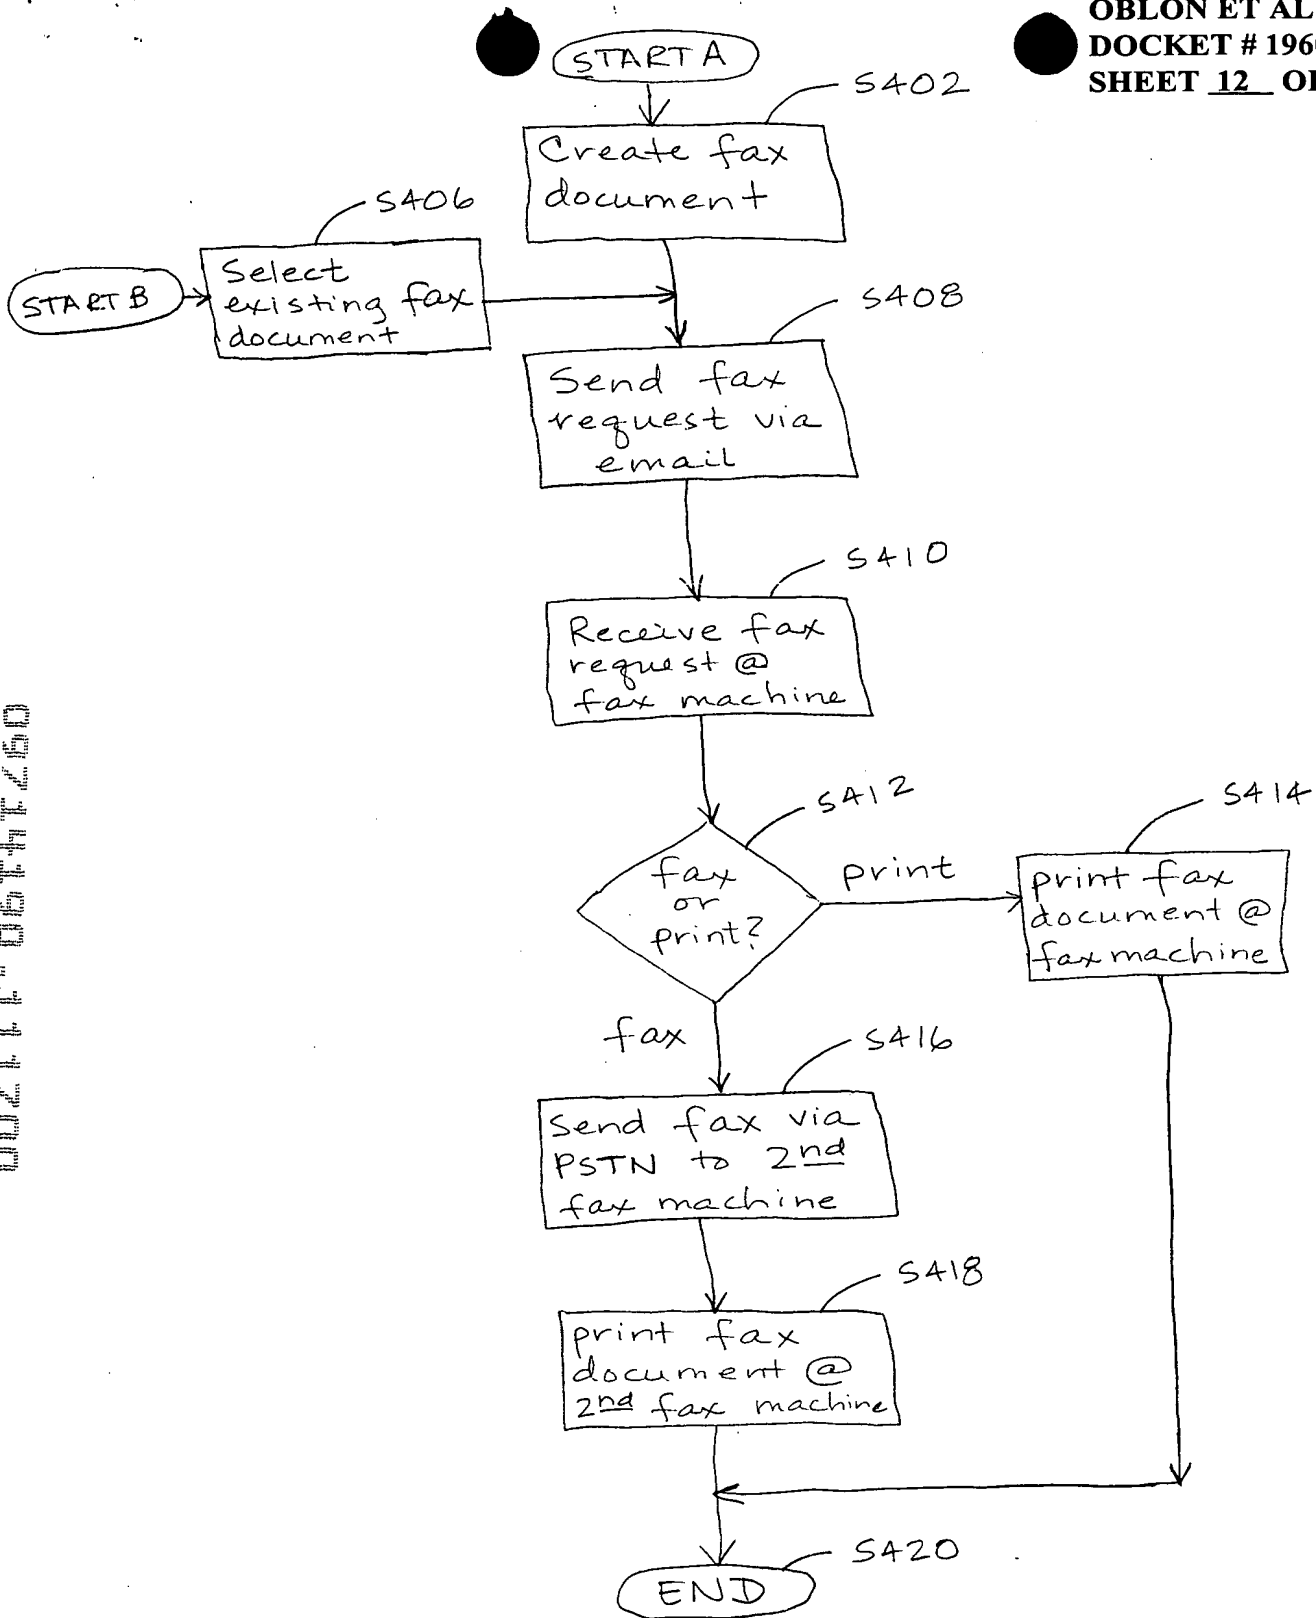 OBLON ET AL
DOCKET # 196
SHEET 12 OF
START A
S402
Create fax
document
S406
START B
Select
existing fax
document
S408
Send fax
request via
email
S410
Receive fax
request @
fax machine
S412
fax
or
print?
print
S414
print fax
document @
fax machine
fax
S416
Send fax via
PSTN to 2nd
fax machine
S418
print fax
document @
2nd fax machine
S420
END